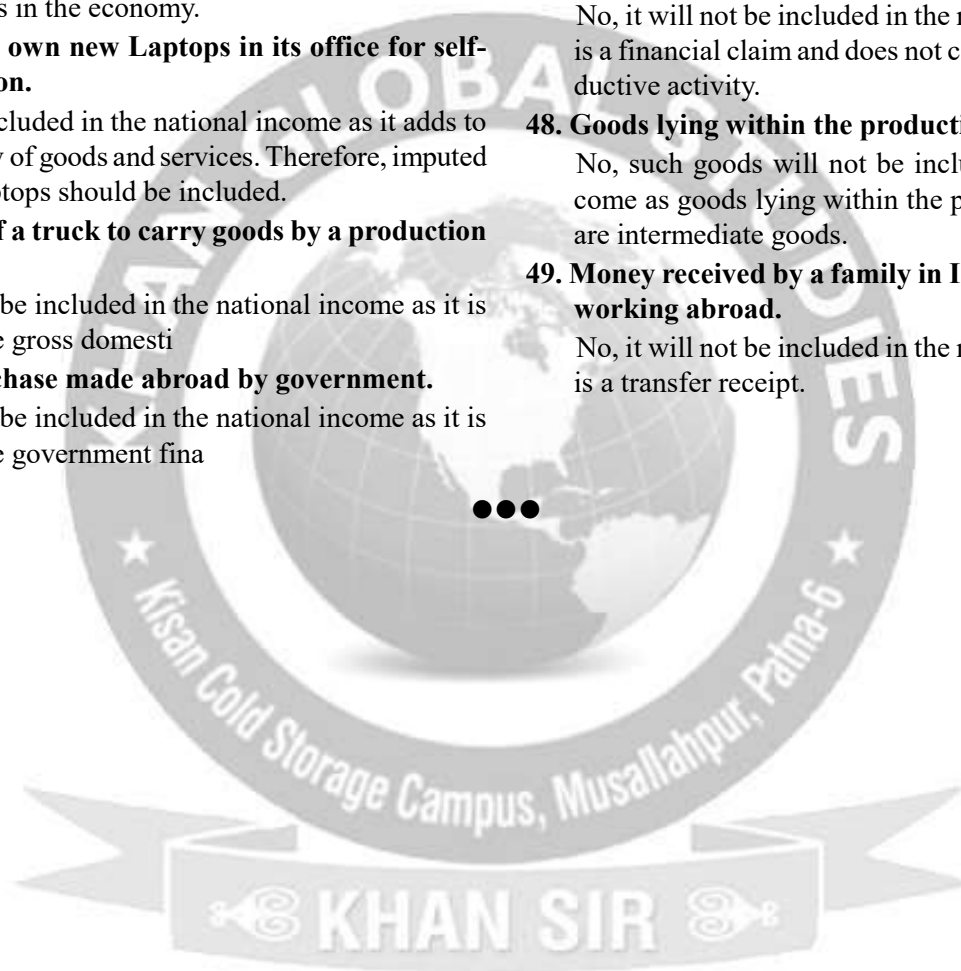 s in the economy.
own new Laptops in its office for self-
on.
cluded in the national income as it adds to
y of goods and services. Therefore, imputed
ptops should be included.
f a truck to carry goods by a production
be included in the national income as it is
e gross domesti
chase made abroad by government.
be included in the national income as it is
e government fina
No, it will not be included in the n
is a financial claim and does not c
ductive activity.
48. Goods lying within the producti
No, such goods will not be inclu
come as goods lying within the p
are intermediate goods.
49. Money received by a family in I
working abroad.
No, it will not be included in the n
is a transfer receipt.
KHAN GLOBAL STUDIES
Kisan Cold Storage Campus, Musallahpur, Patna-6
KHAN SIR